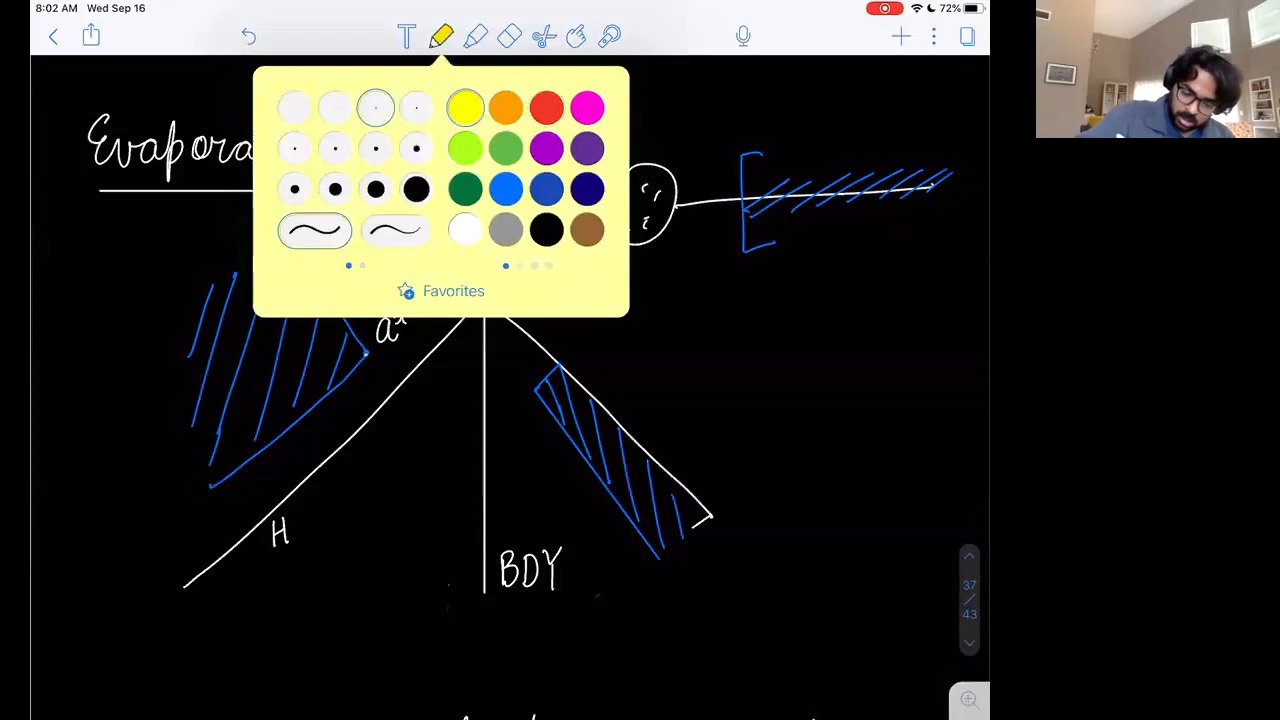 8:02 AM Wed Sep 16
72%
T
Evapora
Favorites
a
H
BDY
37
/
43